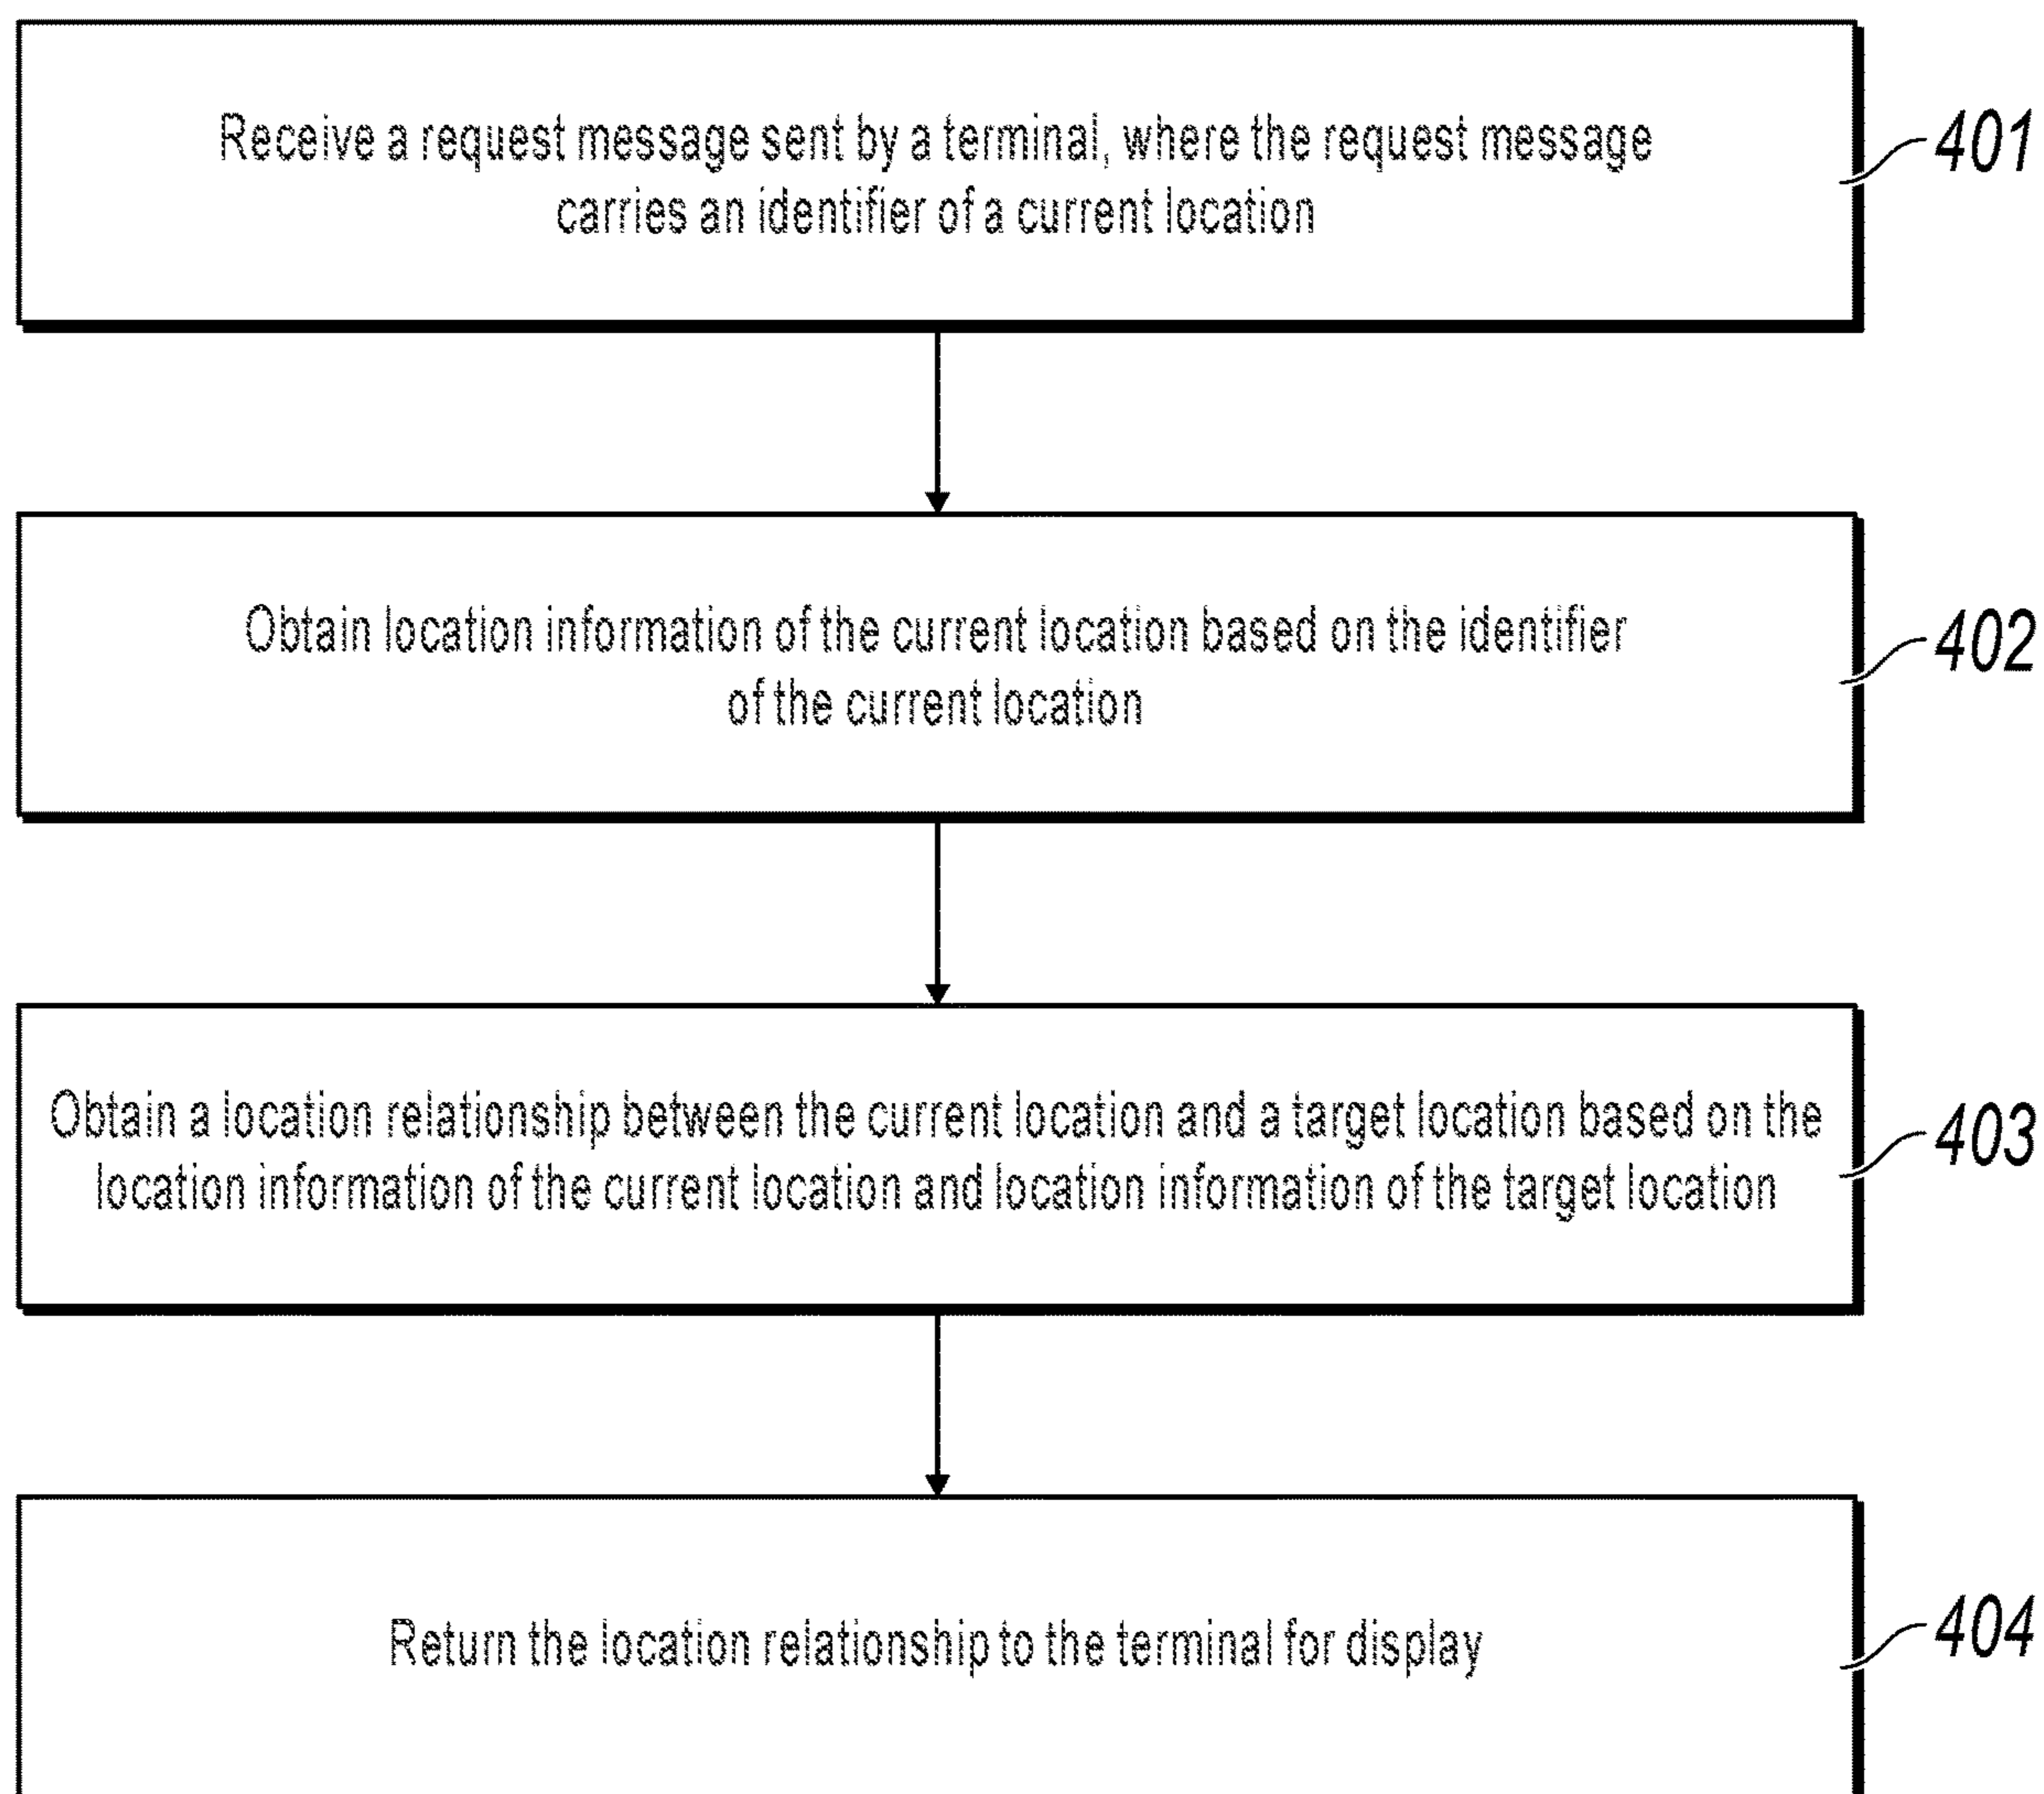 Receive a request message sent by a terminal, where the request message
carries an identifier of a current location
401
Obtain location information of the current location based on the identifier
of the current location
402
Obtain a location relationship between the current location and a target location based on the
location information of the current location and location information of the target location
403
Return the location relationship to the terminal for display
404